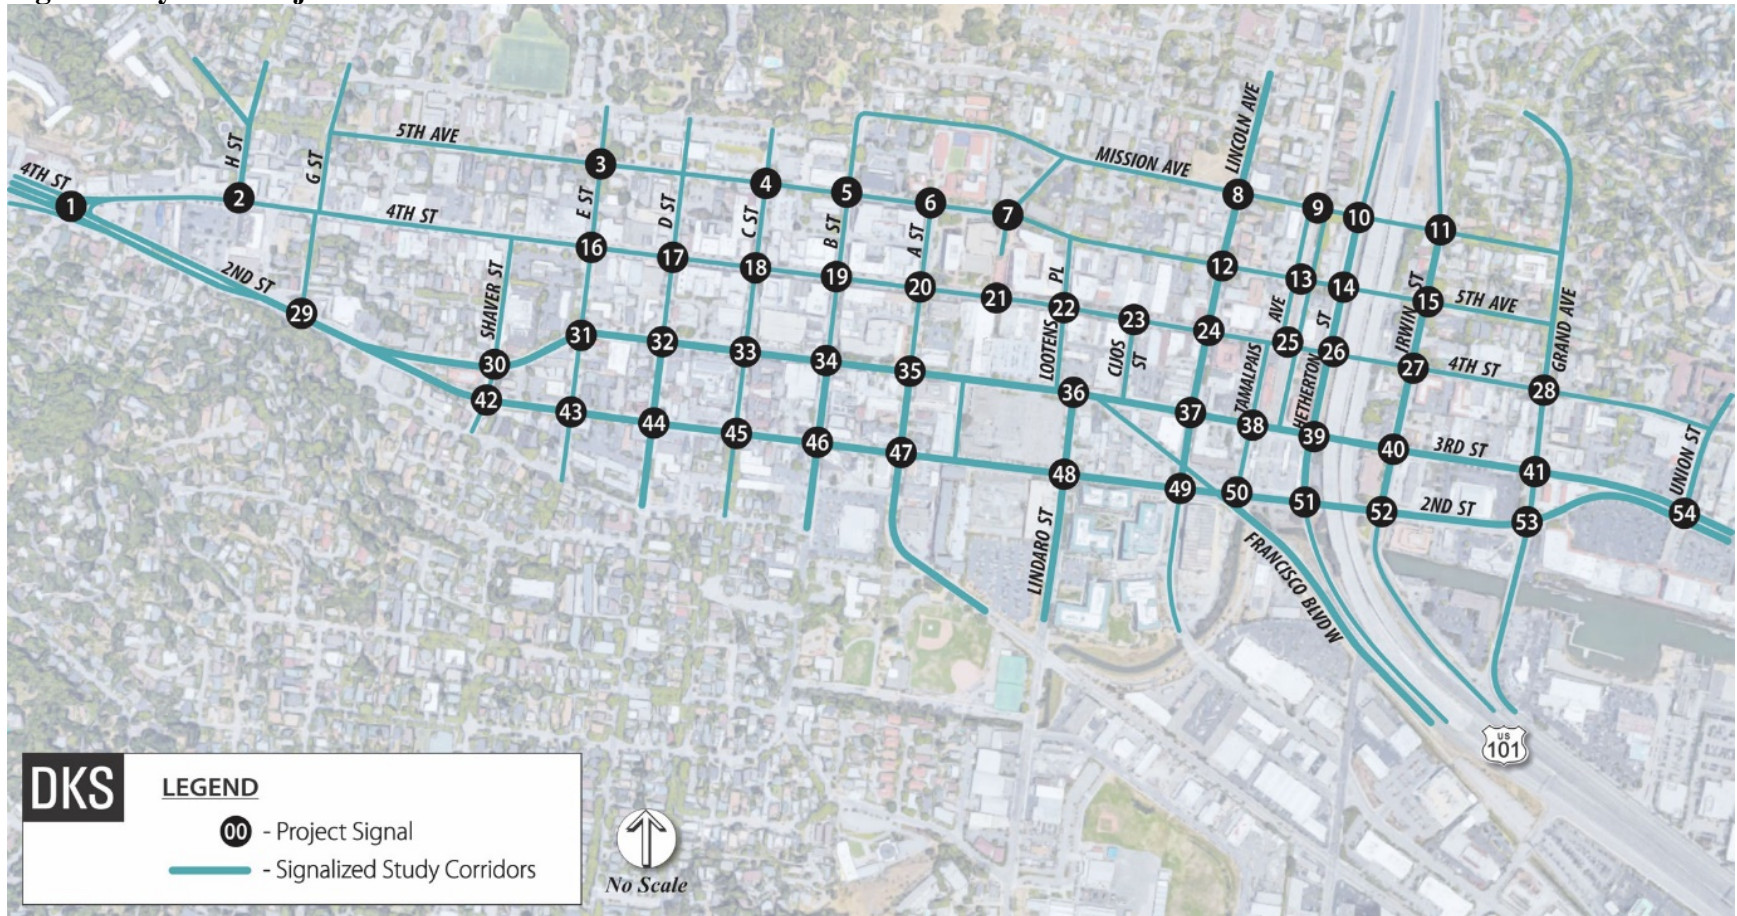 4TH ST
1
H ST
2
G ST
5TH AVE
3
4
5
6
7
MISSION AVE
LINCOLN AVE
8
9
10
11
4TH ST
E ST
D ST
C ST
B ST
A ST
16
17
18
19
20
21
PL
22
LOOTENS
23
CIJOS
ST
24
12
13
14
15
AVE
TAMALPAIS
ST
HETHERTON
IRWIN ST
5TH AVE
GRAND AVE
25
26
27
4TH ST
28
2ND ST
29
SHAVER ST
30
31
32
33
34
35
36
37
38
39
40
3RD ST
41
UNION ST
42
43
44
45
46
47
48
49
50
51
52
2ND ST
53
54
LINDARO ST
FRANCISCO BLVD W
US
101
DKS
LEGEND
00 - Project Signal
- Signalized Study Corridors
No Scale